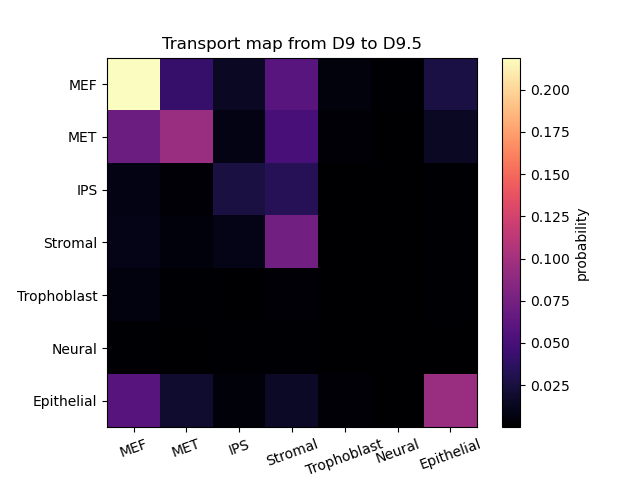 Transport map from D9 to D9.5
MEF
MET
IPS
Stromal
Trophoblast
Neural
Epithelial
MEF
MET
IPS
Stromal
Trophoblast
Neural
Epithelial
0.200
0.175
0.150
0.125
0.100
0.075
0.050
0.025
probability